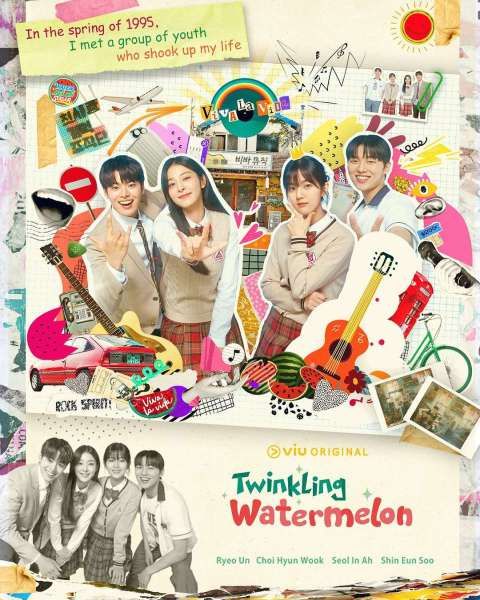 In the spring of 1995,
I met a group of youth
who shook up my life
ViVA LA ViDA
비바뮤직
ROCK SPIRIT!
Viva
la vida
viu ORIGINAL
Twinkling
Watermelon
Ryeo Un Choi Hyun Wook Seol In Ah Shin Eun Soo